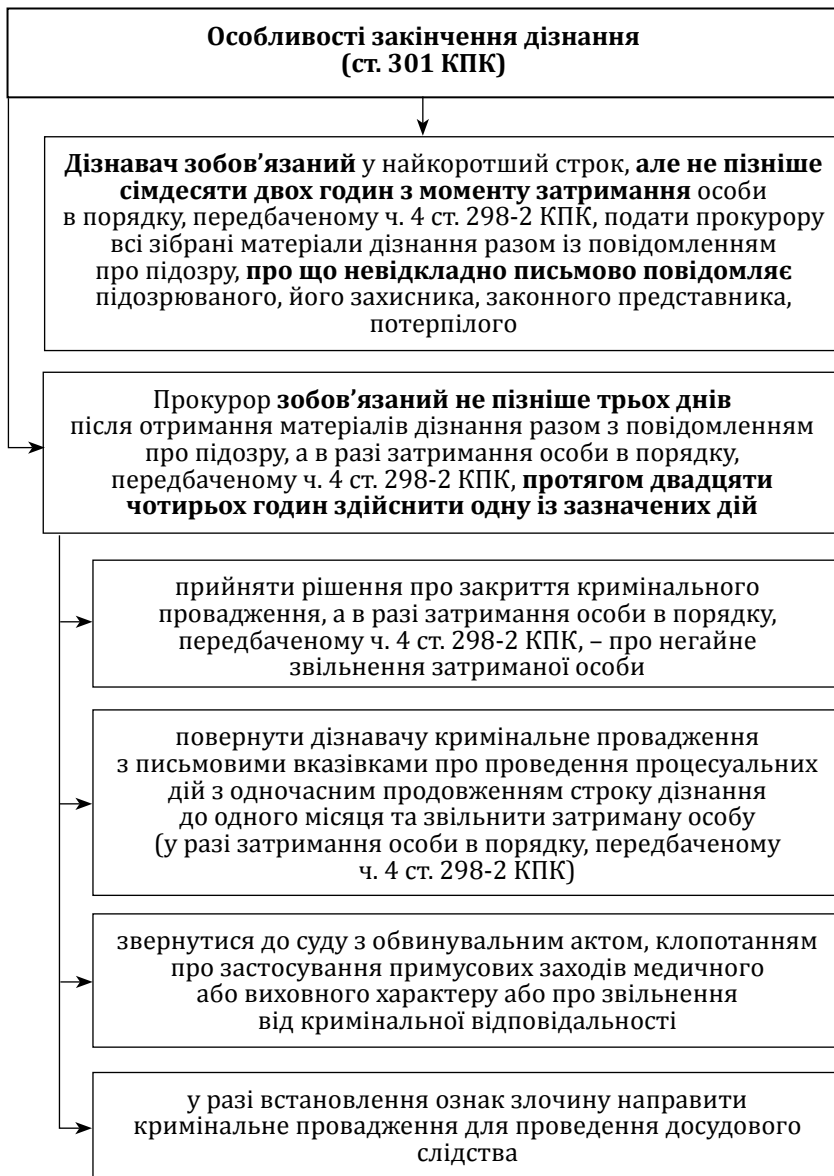 Особливості закінчення дізнання
(ст. 301 КПК)
Дізнавач зобов’язаний у найкоротший строк, але не пізніше
сімдесяти двох годин з моменту затримання особи
в порядку, передбаченому ч. 4 ст. 298-2 КПК, подати прокурору
всі зібрані матеріали дізнання разом із повідомленням
про підозру, про що невідкладно письмово повідомляє
підозрюваного, його захисника, законного представника,
потерпілого
Прокурор зобов’язаний не пізніше трьох днів
після отримання матеріалів дізнання разом з повідомленням
про підозру, а в разі затримання особи в порядку,
передбаченому ч. 4 ст. 298-2 КПК, протягом двадцяти
чотирьох годин здійснити одну із зазначених дій
прийняти рішення про закриття кримінального
провадження, а в разі затримання особи в порядку,
передбаченому ч. 4 ст. 298-2 КПК, – про негайне
звільнення затриманої особи
повернути дізнавачу кримінальне провадження
з письмовими вказівками про проведення процесуальних
дій з одночасним продовженням строку дізнання
до одного місяця та звільнити затриману особу
(у разі затримання особи в порядку, передбаченому
ч. 4 ст. 298-2 КПК)
звернутися до суду з обвинувальним актом, клопотанням
про застосування примусових заходів медичного
або виховного характеру або про звільнення
від кримінальної відповідальності
у разі встановлення ознак злочину направити
кримінальне провадження для проведення досудового
слідства